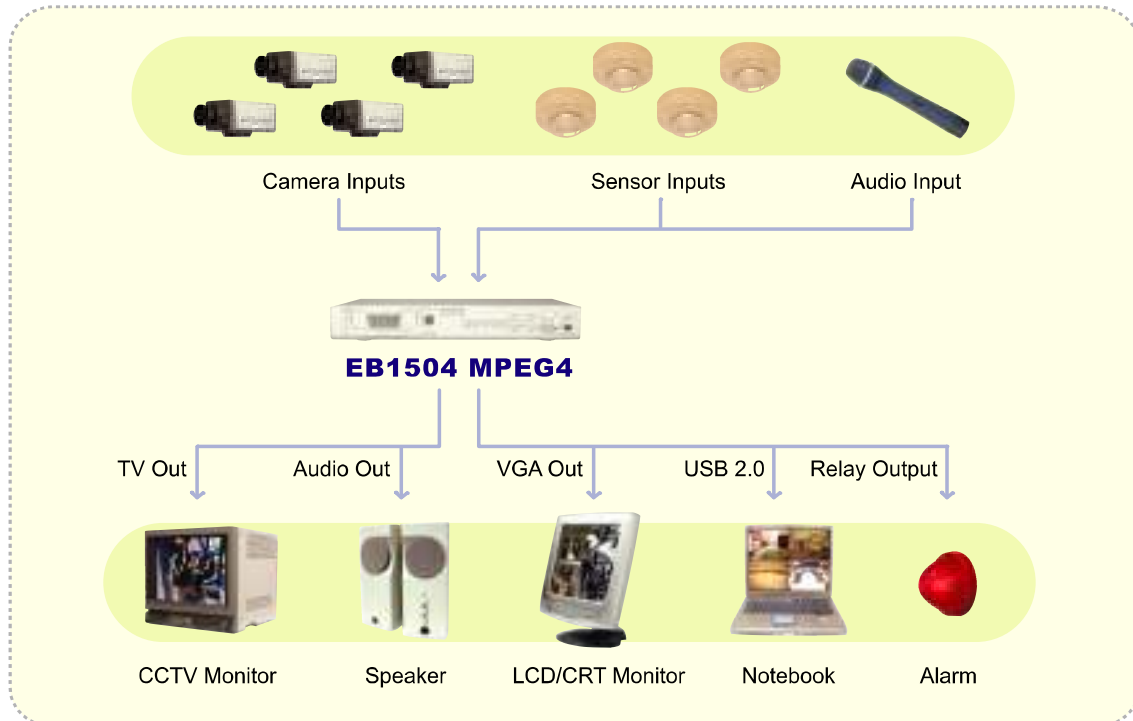 Camera Inputs
Sensor Inputs
Audio Input
EB1504 MPEG4
TV Out
Audio Out
VGA Out
USB 2.0
Relay Output
CCTV Monitor
Speaker
LCD/CRT Monitor
Notebook
Alarm